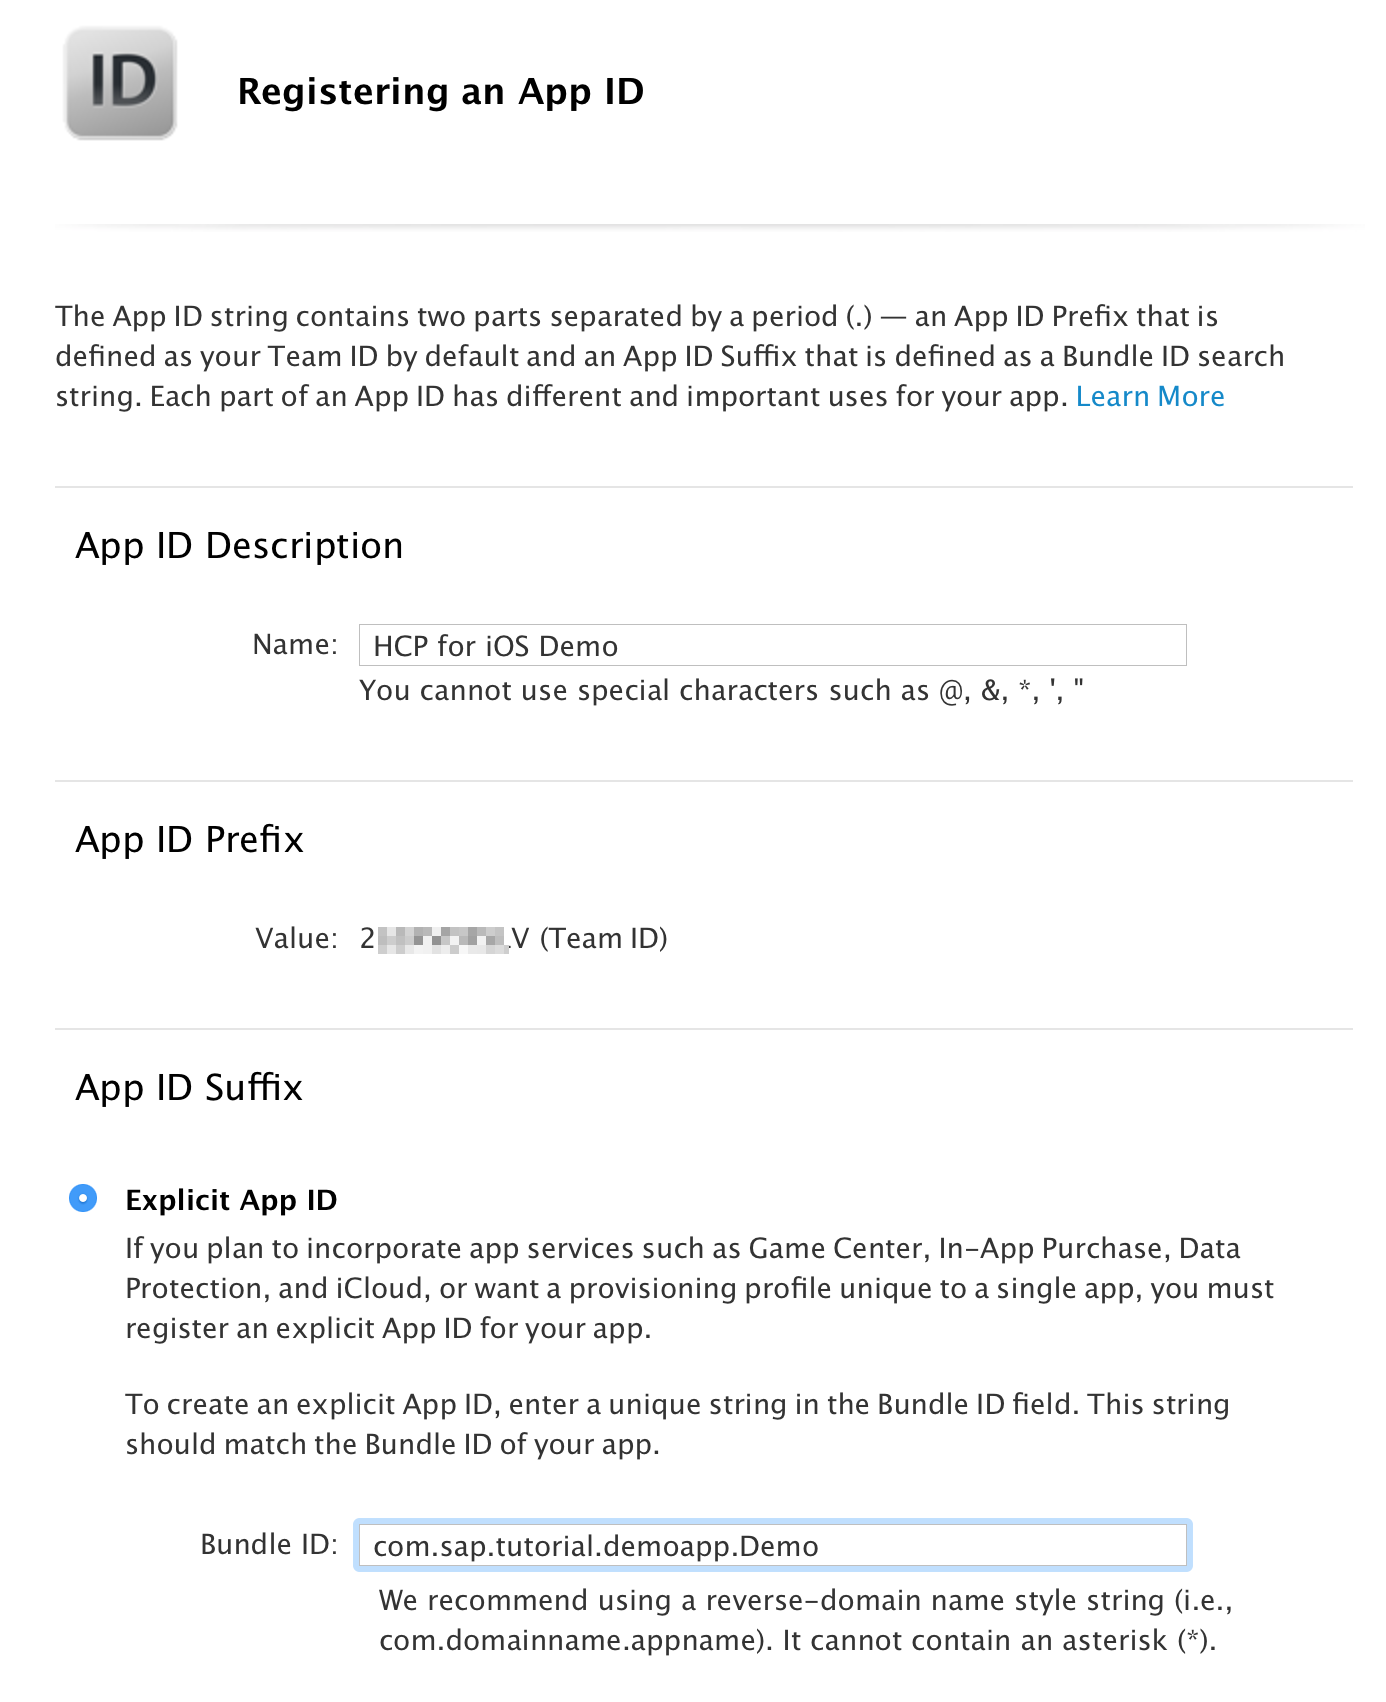 ID
Registering an App ID
The App ID string contains two parts separated by a period (.) — an App ID Prefix that is
defined as your Team ID by default and an App ID Suffix that is defined as a Bundle ID search
string. Each part of an App ID has different and important uses for your app. Learn More
App ID Description
Name: HCP for iOS Demo
You cannot use special characters such as @, &, *, ', "
App ID Prefix
Value: 2 V (Team ID)
App ID Suffix
Explicit App ID
If you plan to incorporate app services such as Game Center, In-App Purchase, Data
Protection, and iCloud, or want a provisioning profile unique to a single app, you must
register an explicit App ID for your app.
To create an explicit App ID, enter a unique string in the Bundle ID field. This string
should match the Bundle ID of your app.
Bundle ID: com.sap.tutorial.demoapp.Demo
We recommend using a reverse-domain name style string (i.e.,
com.domainname.appname). It cannot contain an asterisk (*).